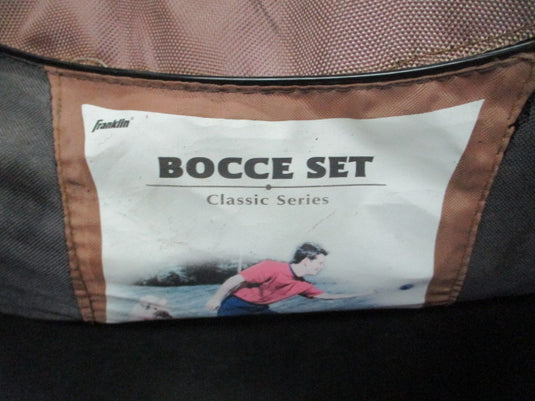 Franklin
BOCCE SET
Classic Series